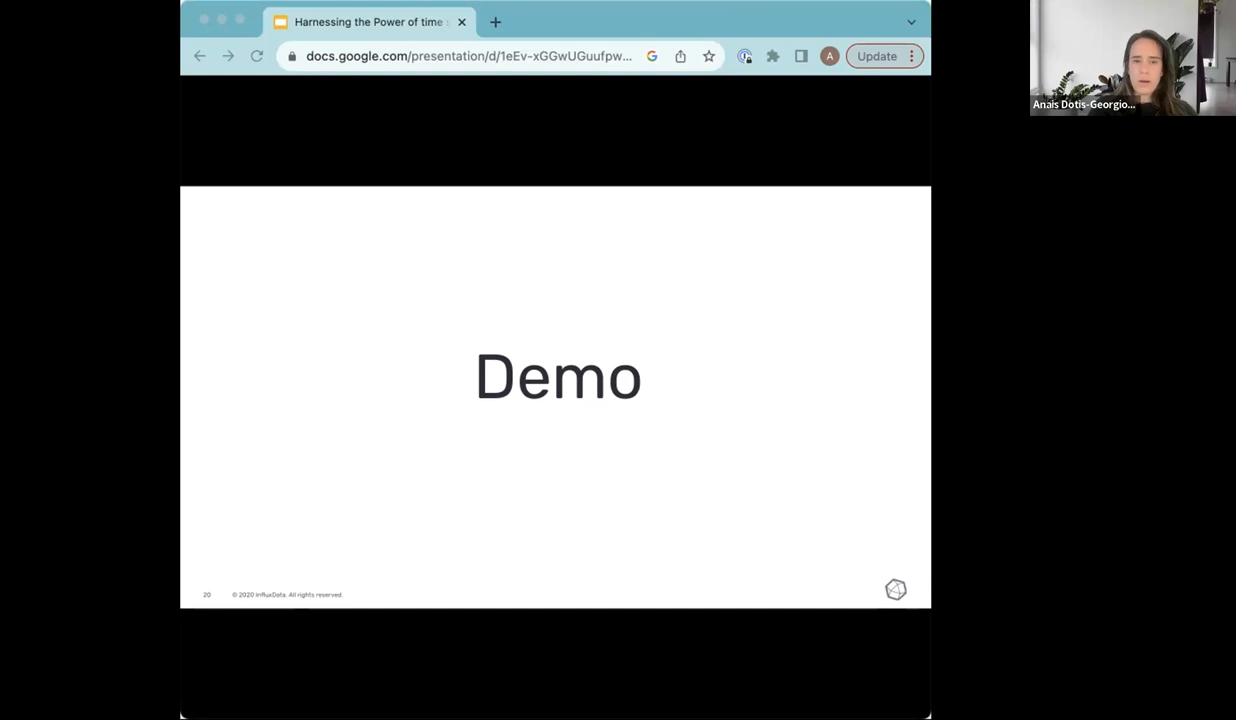 Harnessing the Power of time
docs.google.com/presentation/d/1eEv-xGGwUGuufpw...
G
A
Update
Anais Dotis-Georgio...
Demo
20
© 2020 InfluxData. All rights reserved.